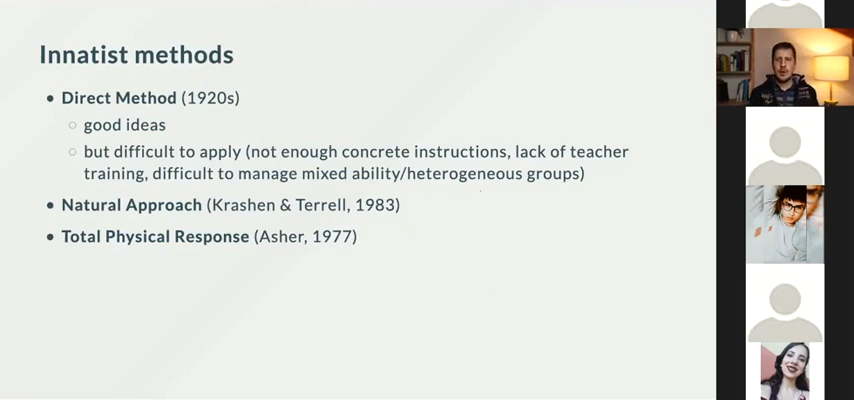 Innatist methods
• Direct Method (1920s)
○ good ideas
○ but difficult to apply (not enough concrete instructions, lack of teacher
training, difficult to manage mixed ability/heterogeneous groups)
• Natural Approach (Krashen & Terrell, 1983)
• Total Physical Response (Asher, 1977)